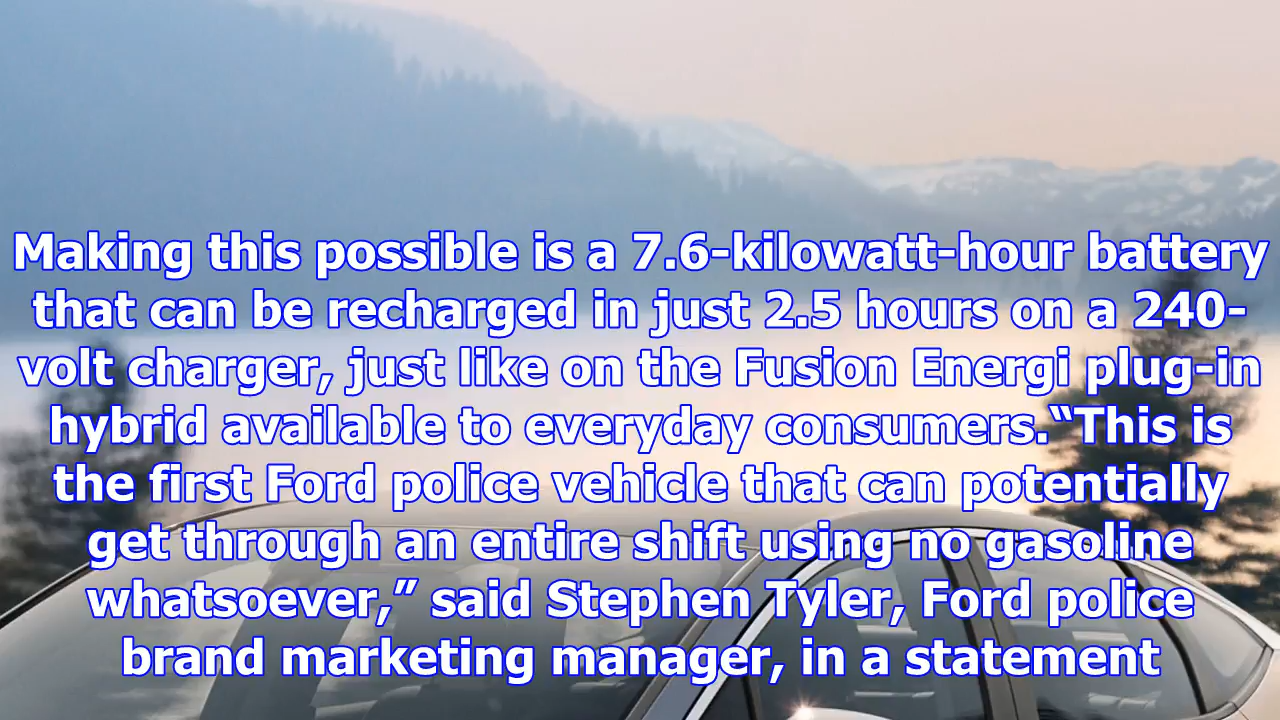 Making this possible is a 7.6-kilowatt-hour battery
that can be recharged in just 2.5 hours on a 240-
volt charger, just like on the Fusion Energi plug-in
hybrid available to everyday consumers.“This is
the first Ford police vehicle that can potentially
get through an entire shift using no gasoline
whatsoever,” said Stephen Tyler, Ford police
brand marketing manager, in a statement